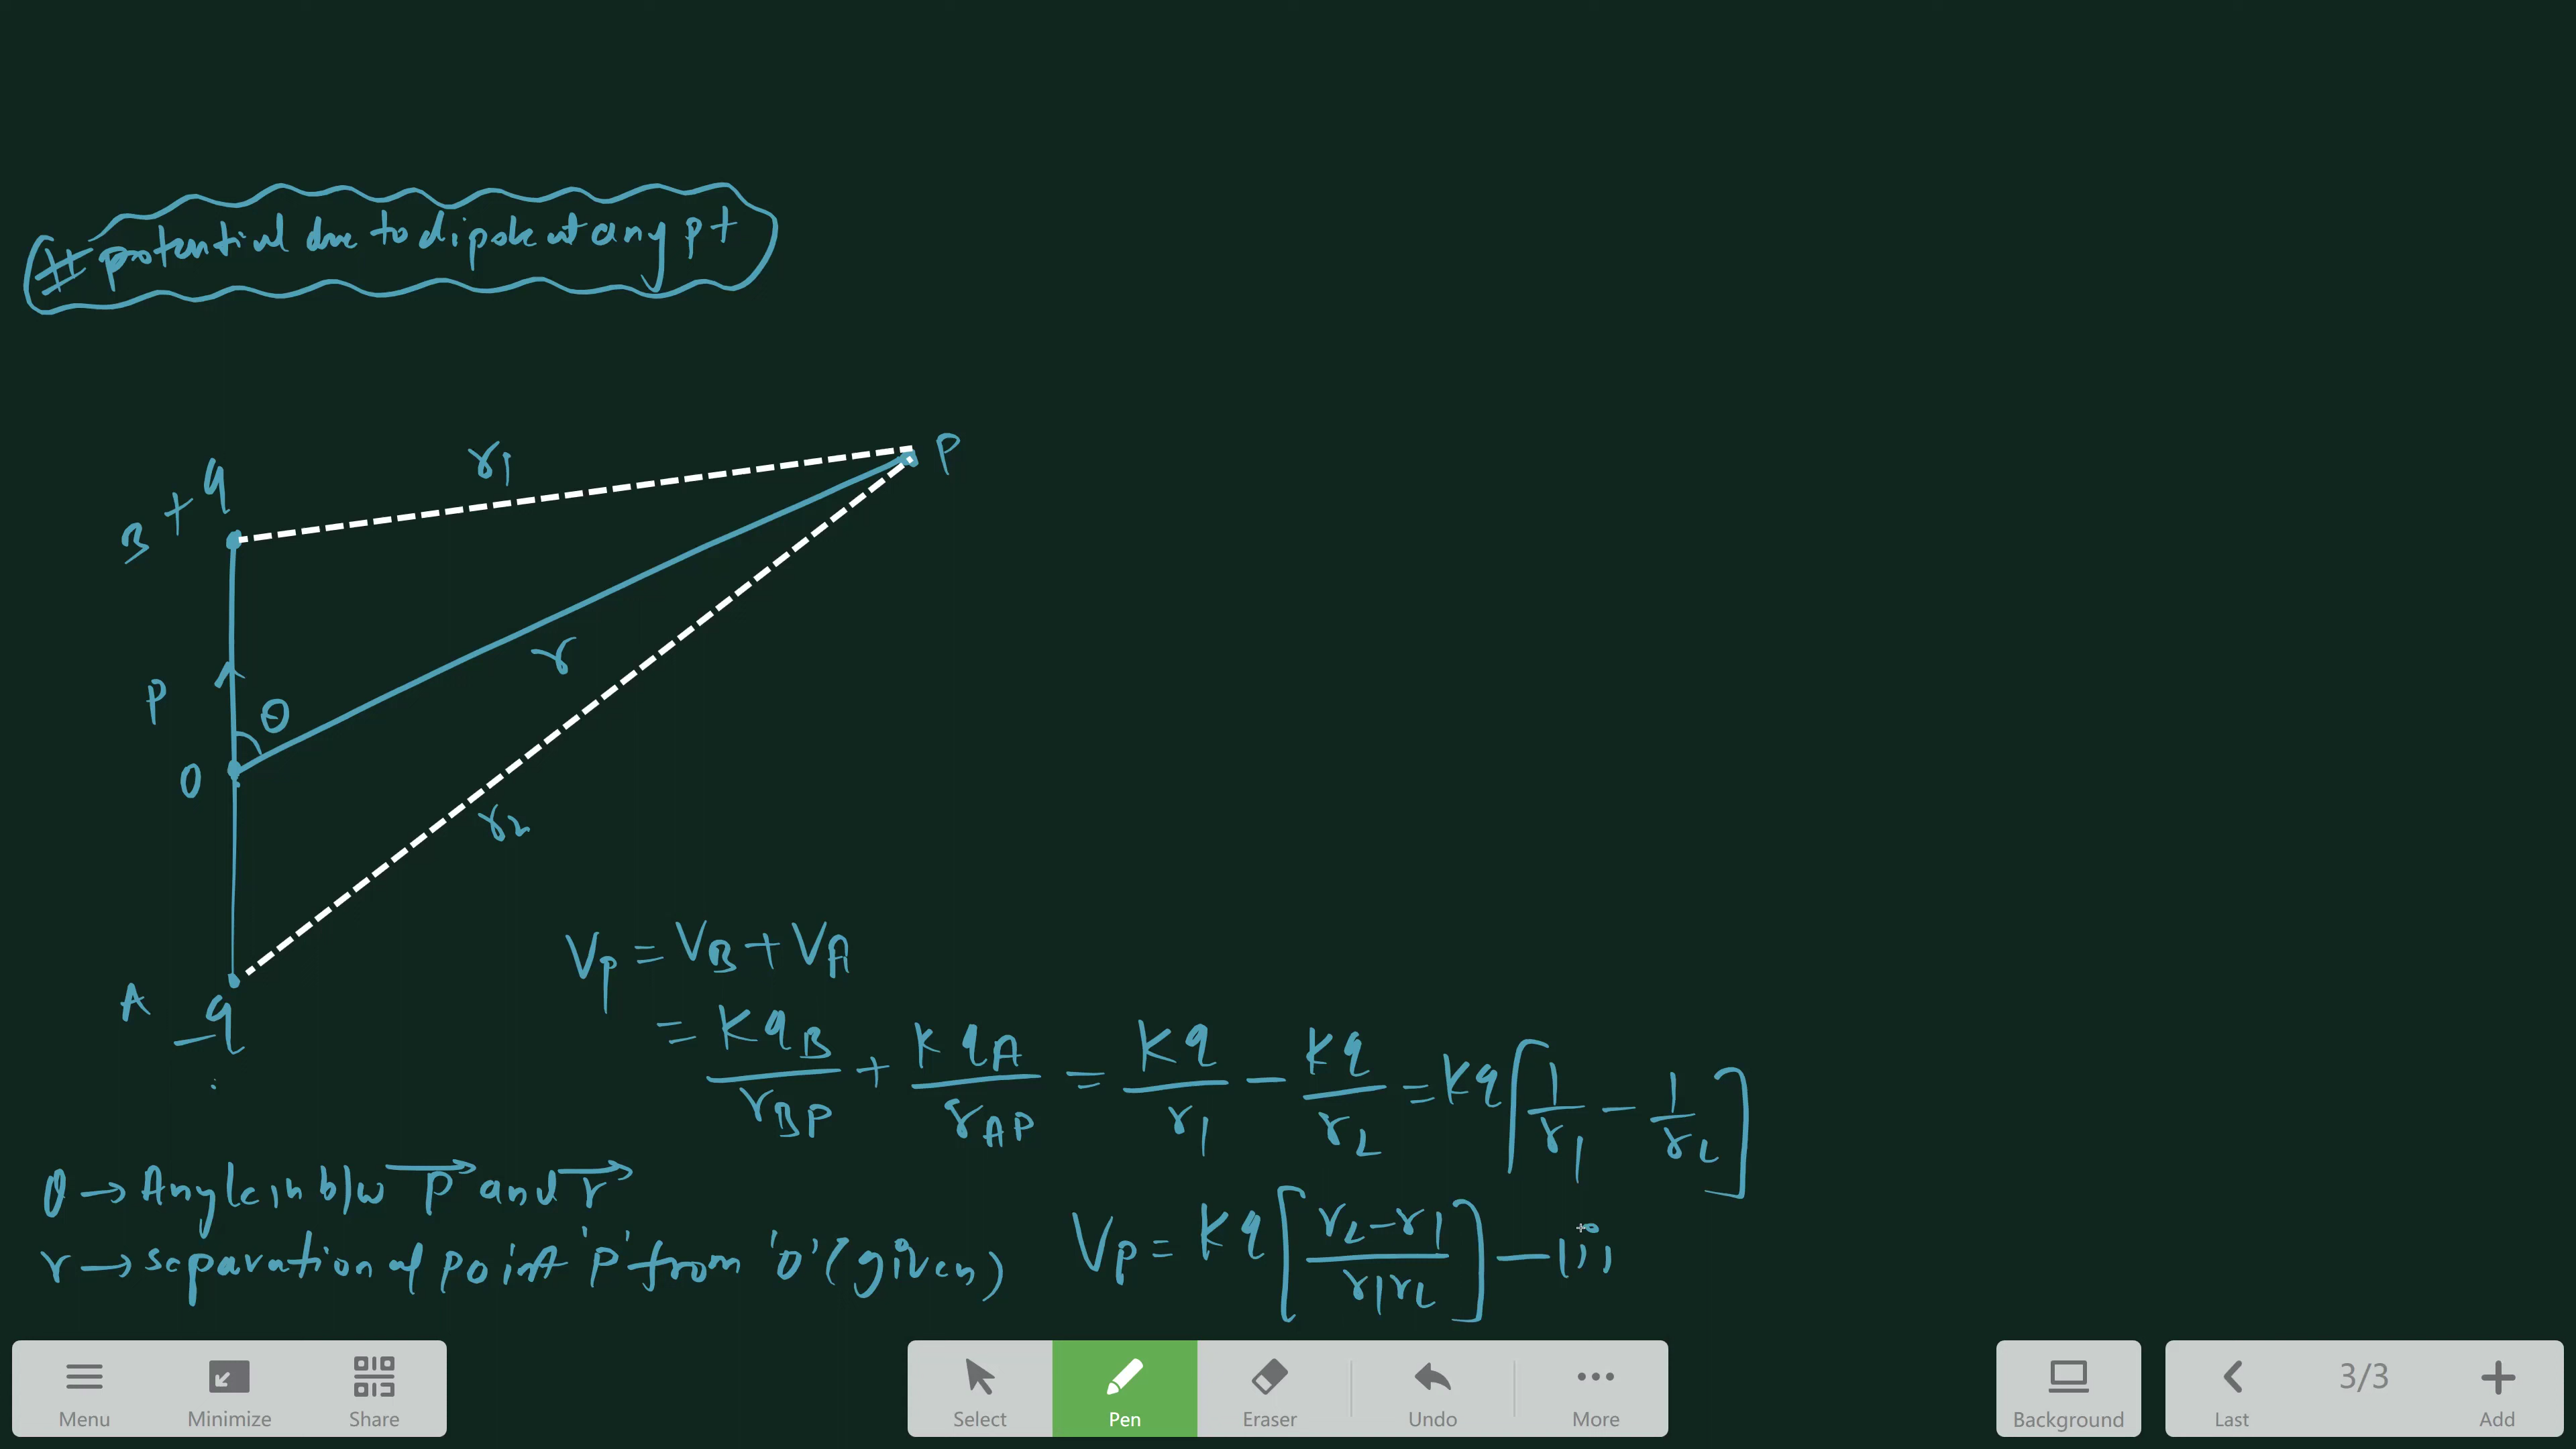 # potential due to dipole at any pt
r1
P
B +q
r
P
θ
O
r2
A -q
Vp = VB + VA
= KqB/rBP + KqA/rAP = Kq/r1 - Kq/r2 = Kq[1/r1 - 1/r2]
θ → Angle in b/w p and r
r → separation of point 'P' from 'O' (given)
Vp = Kq[(r2 - r1)/r1r2] — iii
Menu Minimize Share Select Pen Eraser Undo More Background Last 3/3 Add